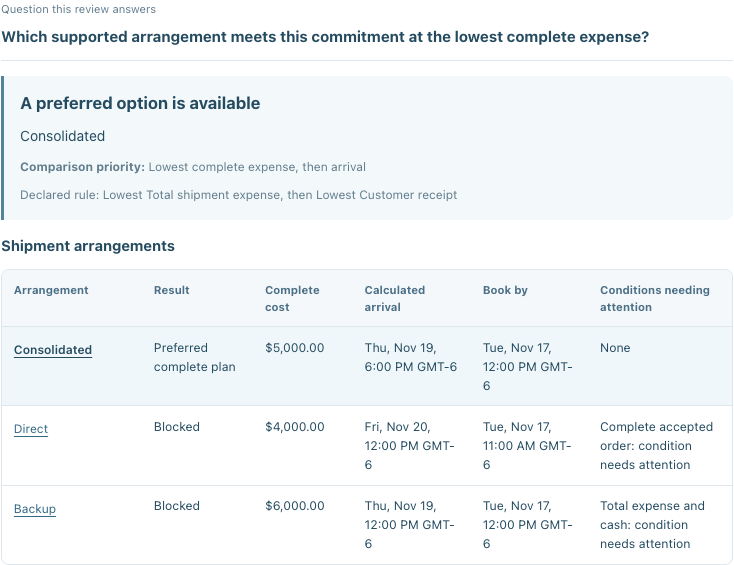 Question this review answers
Which supported arrangement meets this commitment at the lowest complete expense?
A preferred option is available
Consolidated
Comparison priority: Lowest complete expense, then arrival
Declared rule: Lowest Total shipment expense, then Lowest Customer receipt
Shipment arrangements
Arrangement Result Complete cost Calculated arrival Book by Conditions needing attention
Consolidated Preferred complete plan $5,000.00 Thu, Nov 19, 6:00 PM GMT-6 Tue, Nov 17, 12:00 PM GMT-6 None
Direct Blocked $4,000.00 Fri, Nov 20, 12:00 PM GMT-6 Tue, Nov 17, 11:00 AM GMT-6 Complete accepted order: condition needs attention
Backup Blocked $6,000.00 Thu, Nov 19, 12:00 PM GMT-6 Tue, Nov 17, 12:00 PM GMT-6 Total expense and cash: condition needs attention